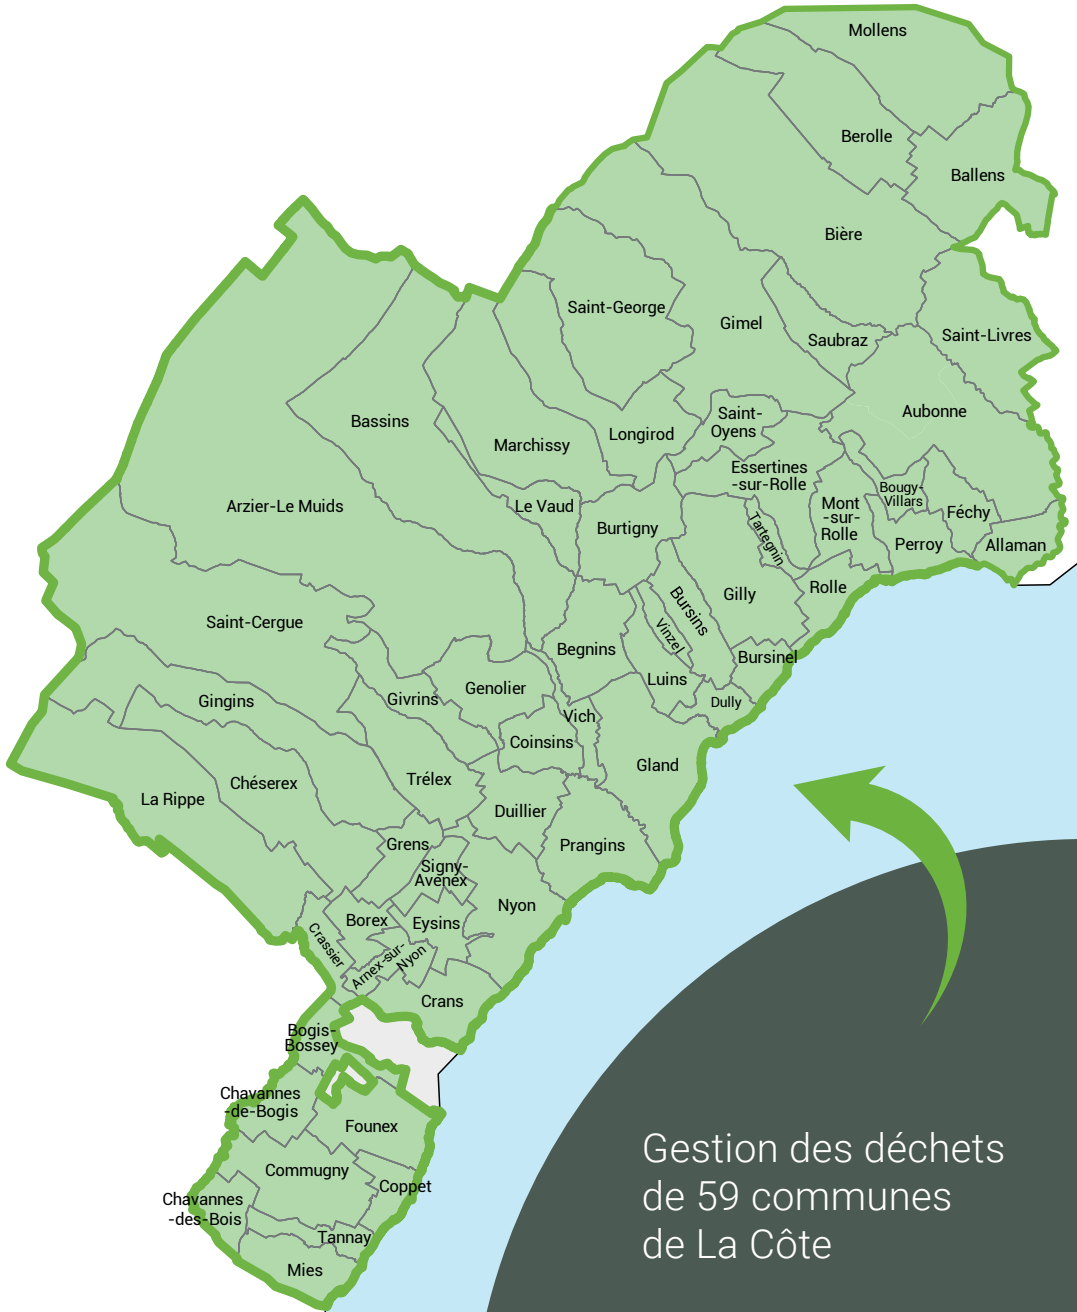 Mollens
Berolle
Ballens
Bière
Saint-George
Gimel
Saubraz
Saint-Livres
Aubonne
Bassins
Marchissy
Longirod
Saint-
Oyens
Essertines
-sur-Rolle
Bougy-
Villars
Mont
-sur-
Rolle
Féchy
Perroy
Allaman
Arzier-Le Muids
Le Vaud
Burtigny
Tartegnin
Gilly
Rolle
Bursins
Vinzel
Saint-Cergue
Begnins
Bursinel
Luins
Dully
Genolier
Givrins
Gingins
Vich
Coinsins
Gland
Trélex
Chéserex
La Rippe
Duillier
Prangins
Grens
Signy-
Avenex
Nyon
Borex
Eysins
Crassier
Arnex-sur-
Nyon
Crans
Bogis-
Bossey
Chavannes
-de-Bogis
Founex
Commugny
Coppet
Chavannes
-des-Bois
Tannay
Mies
Gestion des déchets
de 59 communes
de La Côte